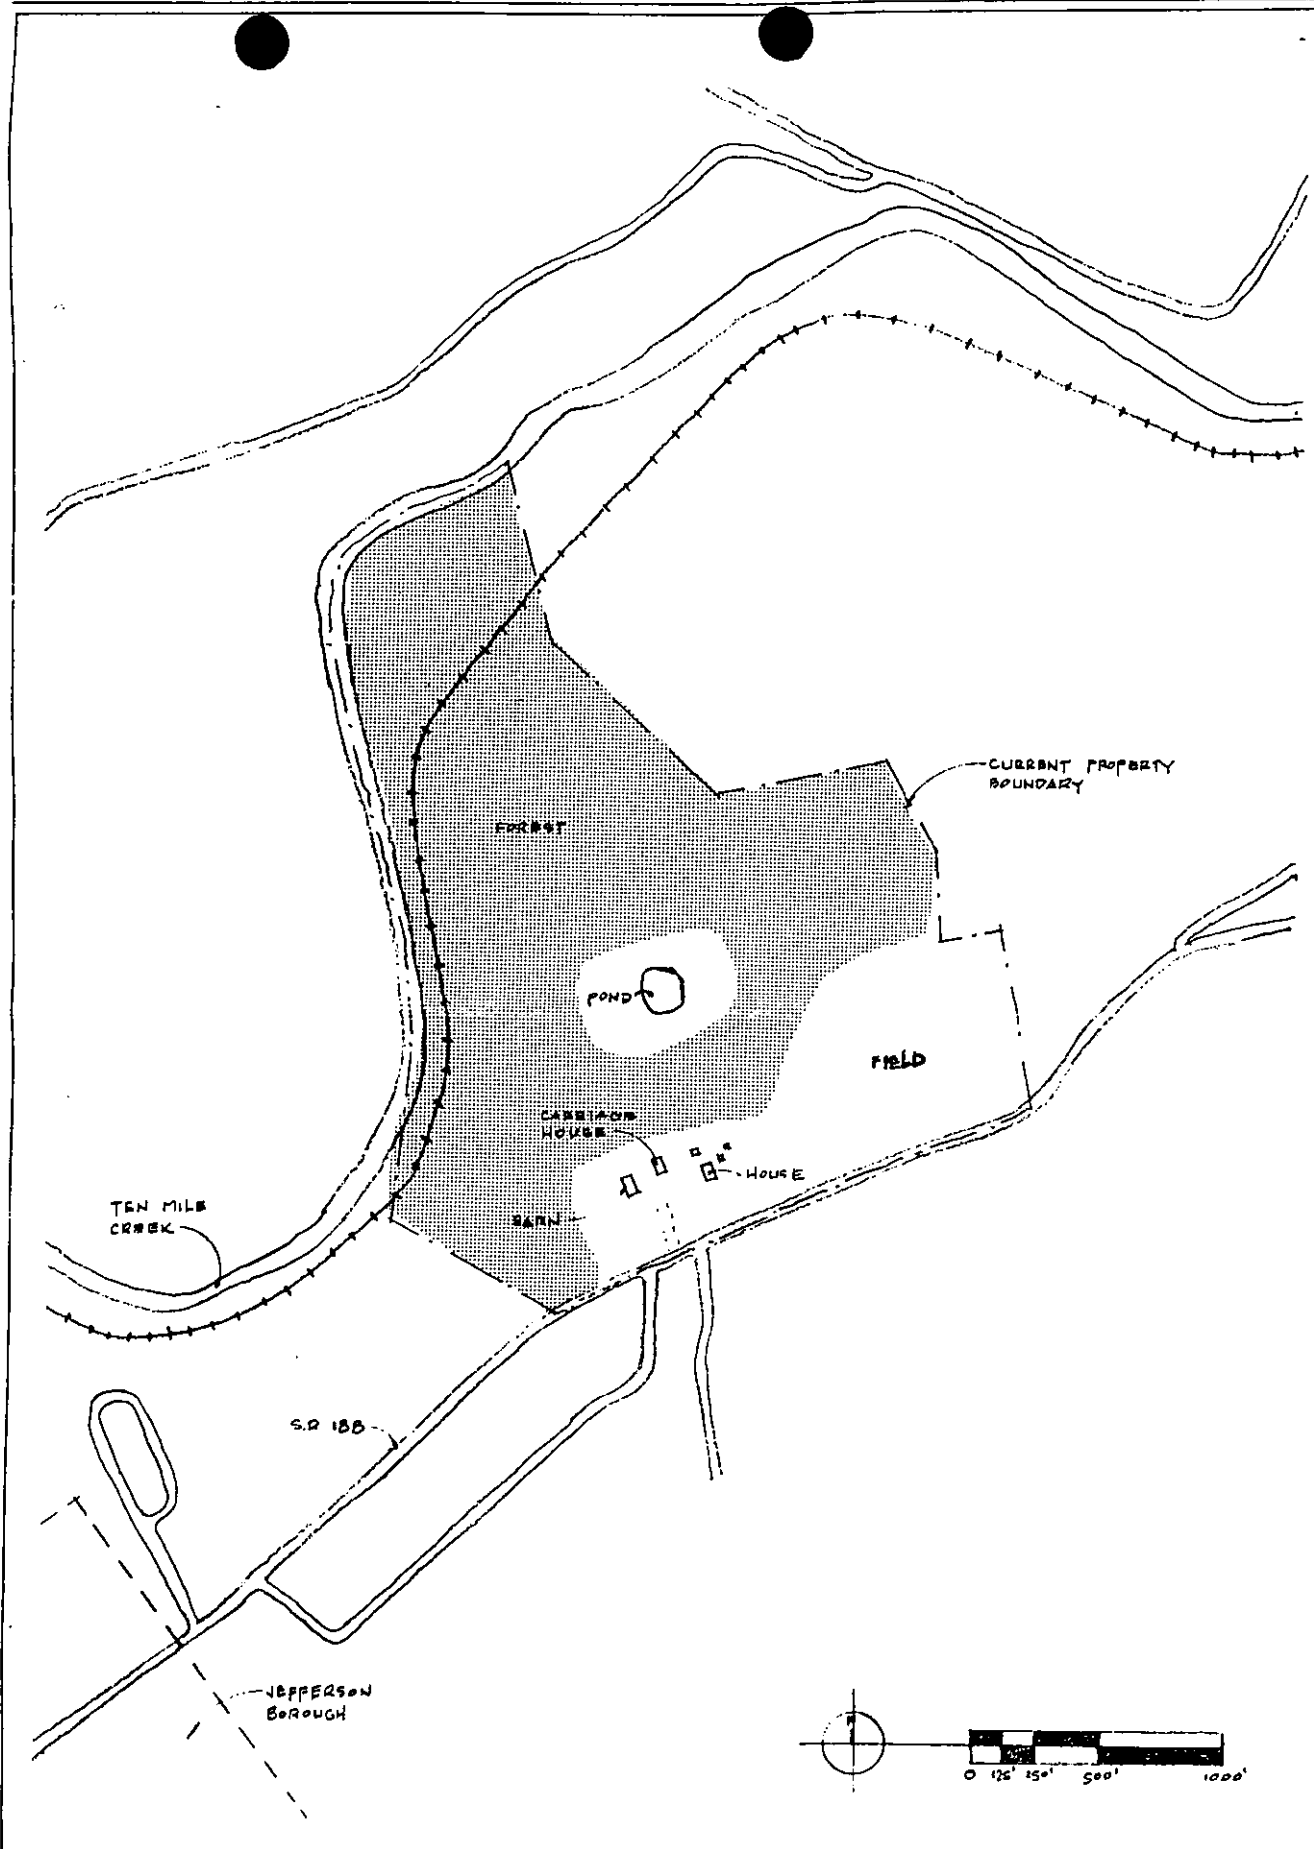 CURRENT PROPERTY
BOUNDARY
FOREST
POND
FIELD
CARRIAGE
HOUSE
HOUSE
TEN MILE
CREEK
BARN
S.R 188
JEFFERSON
BOROUGH
N
0 125' 250' 500' 1000'